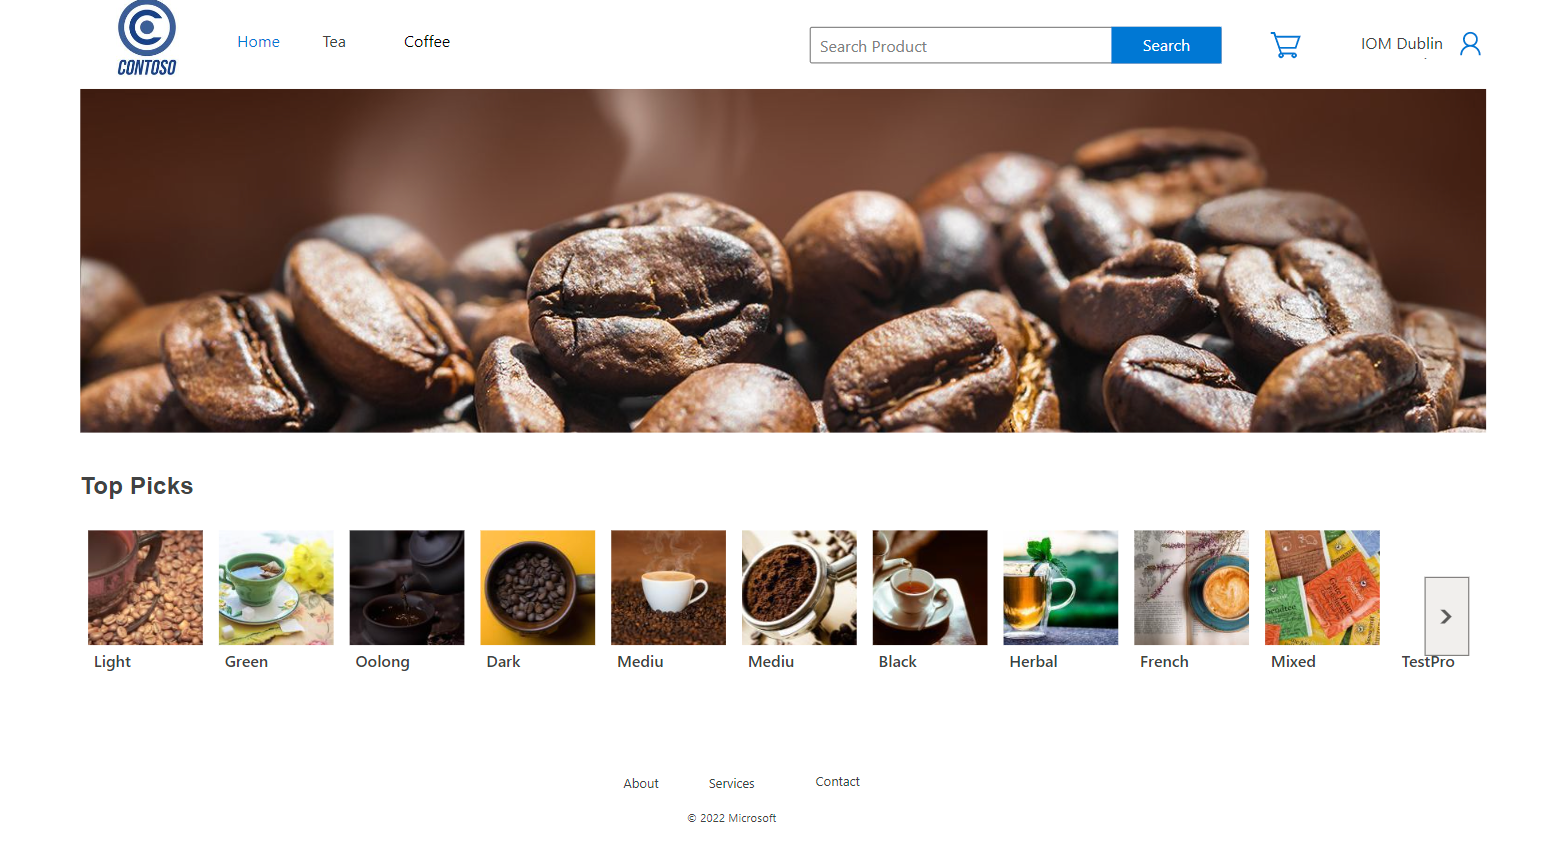 CONTOSO
Home Tea Coffee
Search Product Search
IOM Dublin
Top Picks
Light Green Oolong Dark Mediu Mediu Black Herbal French Mixed TestPro
About Services Contact
© 2022 Microsoft